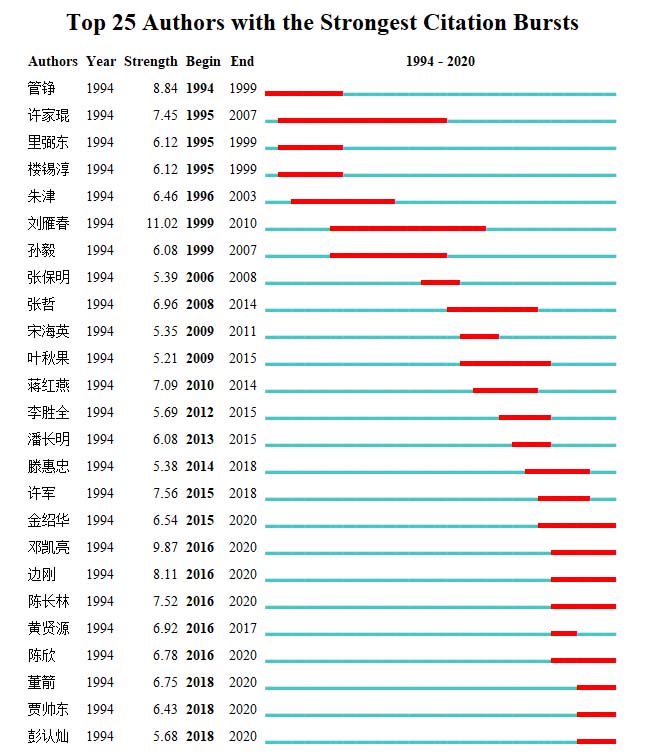 Top 25 Authors with the Strongest Citation Bursts
Authors Year Strength Begin End 1994 - 2020
管铮 1994 8.84 1994 1999
许家琨 1994 7.45 1995 2007
里弼东 1994 6.12 1995 1999
楼锡淳 1994 6.12 1995 1999
朱津 1994 6.46 1996 2003
刘雁春 1994 11.02 1999 2010
孙毅 1994 6.08 1999 2007
张保明 1994 5.39 2006 2008
张哲 1994 6.96 2008 2014
宋海英 1994 5.35 2009 2011
叶秋果 1994 5.21 2009 2015
蒋红燕 1994 7.09 2010 2014
李胜全 1994 5.69 2012 2015
潘长明 1994 6.08 2013 2015
滕惠忠 1994 5.38 2014 2018
许军 1994 7.56 2015 2018
金绍华 1994 6.54 2015 2020
邓凯亮 1994 9.87 2016 2020
边刚 1994 8.11 2016 2020
陈长林 1994 7.52 2016 2020
黄贤源 1994 6.92 2016 2017
陈欣 1994 6.78 2016 2020
董箭 1994 6.75 2018 2020
贾帅东 1994 6.43 2018 2020
彭认灿 1994 5.68 2018 2020